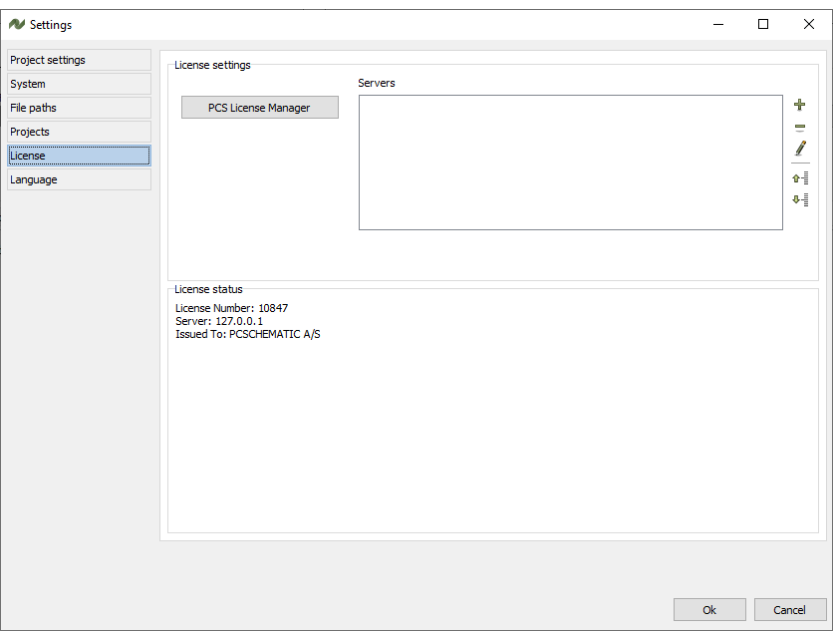 Settings
Project settings
System
File paths
Projects
License
Language
License settings
Servers
PCS License Manager
License status
License Number: 10847
Server: 127.0.0.1
Issued To: PCSCHEMATIC A/S
Ok
Cancel